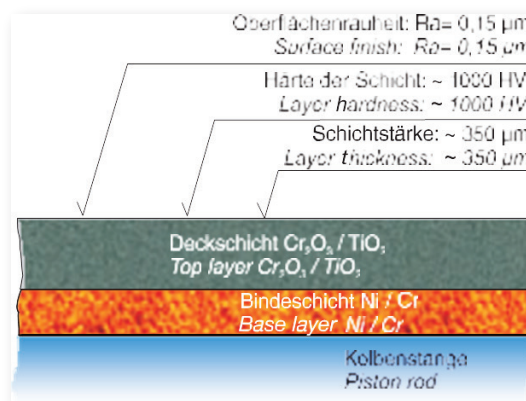 Oberflächenrauheit: Ra= 0,15 µm
Surface finish: Ra= 0,15 µm
Härte der Schicht: ~ 1000 HV
Layer hardness: ~ 1000 HV
Schichtstärke: ~ 350 µm
Layer thickness: ~ 350 µm
Deckschicht Cr₂O₃ / TiO₃
Top layer Cr₂O₃ / TiO₃
Bindeschicht Ni / Cr
Base layer Ni / Cr
Kolbenstange
Piston rod